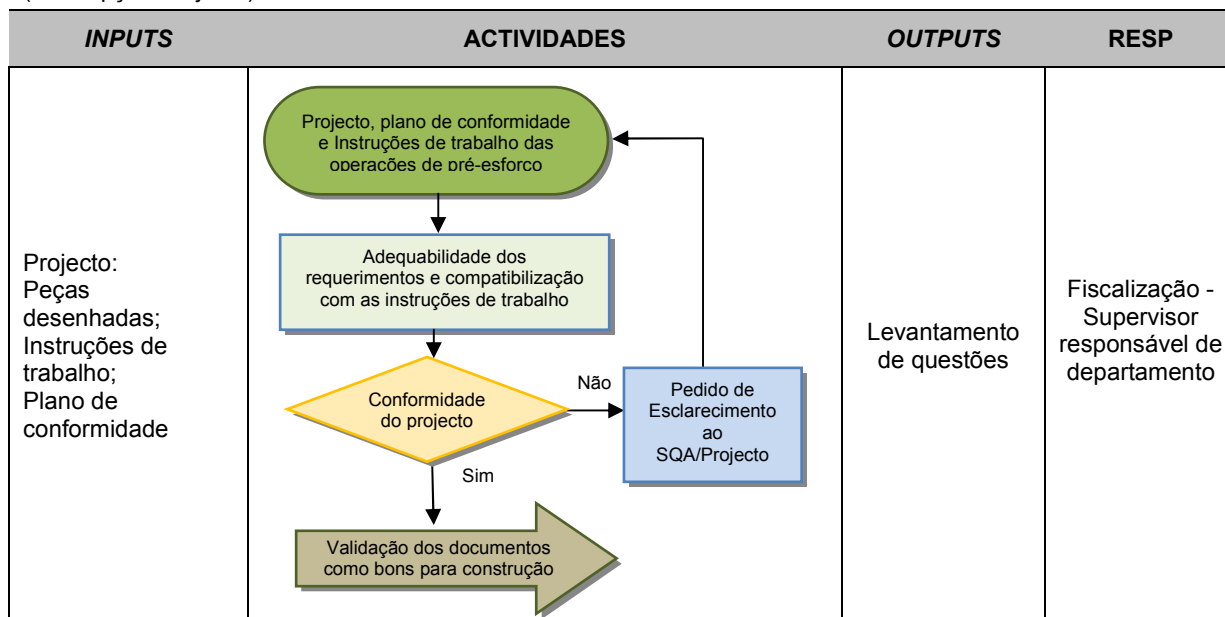 INPUTS
ACTIVIDADES
OUTPUTS
RESP
Projecto:
Peças
desenhadas;
Instruções de
trabalho;
Plano de
conformidade
Projecto, plano de conformidade
e Instruções de trabalho das
operações de pré-esforço
Adequabilidade dos
requerimentos e compatibilização
com as instruções de trabalho
Conformidade
do projecto
Não
Pedido de
Esclarecimento
ao
SQA/Projecto
Sim
Validação dos documentos
como bons para construção
Levantamento
de questões
Fiscalização -
Supervisor
responsável de
departamento